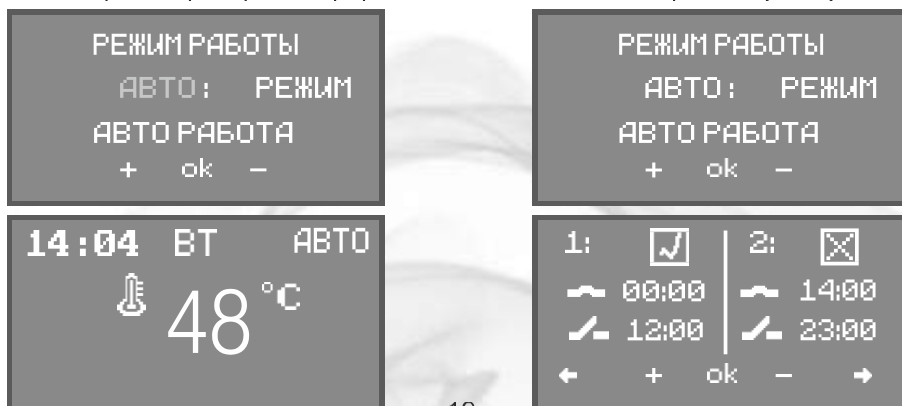 РЕЖИМ РАБОТЫ
АВТО: РЕЖИМ
АВТО РАБОТА
+ ok −
РЕЖИМ РАБОТЫ
АВТО: РЕЖИМ
АВТО РАБОТА
+ ok −
14:04 ВТ АВТО
48°C
1: 2:
00:00 14:00
12:00 23:00
← + ok − →